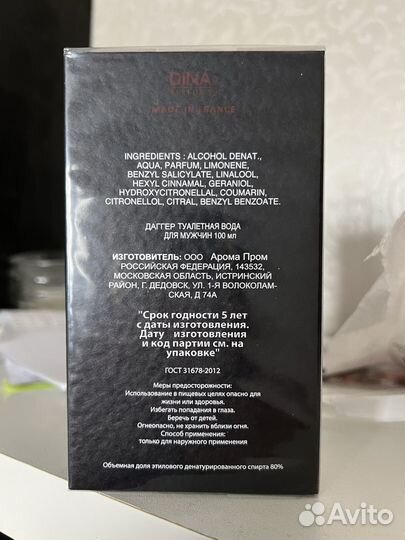 DINA
MADE IN FRANCE
INGREDIENTS : ALCOHOL DENAT.,
AQUA, PARFUM, LIMONENE,
BENZYL SALICYLATE, LINALOOL,
HEXYL CINNAMAL, GERANIOL,
HYDROXYCITRONELLAL, COUMARIN,
CITRONELLOL, CITRAL, BENZYL BENZOATE.
ДАГГЕР ТУАЛЕТНАЯ ВОДА
ДЛЯ МУЖЧИН 100 мл
ИЗГОТОВИТЕЛЬ: ООО Арома Пром
РОССИЙСКАЯ ФЕДЕРАЦИЯ, 143532,
МОСКОВСКАЯ ОБЛАСТЬ, ИСТРИНСКИЙ
РАЙОН, Г. ДЕДОВСК, УЛ. 1-Я ВОЛОКОЛАМ-
СКАЯ, Д 74А
"Срок годности 5 лет
с даты изготовления.
Дату изготовления
и код партии см. на
упаковке"
ГОСТ 31678-2012
Меры предосторожности:
Использование в пищевых целях опасно для
жизни или здоровья.
Избегать попадания в глаза.
Беречь от детей.
Огнеопасно, не хранить вблизи огня.
Способ применения:
только для наружного применения
Объемная доля этилового денатурированного спирта 80%
Avito